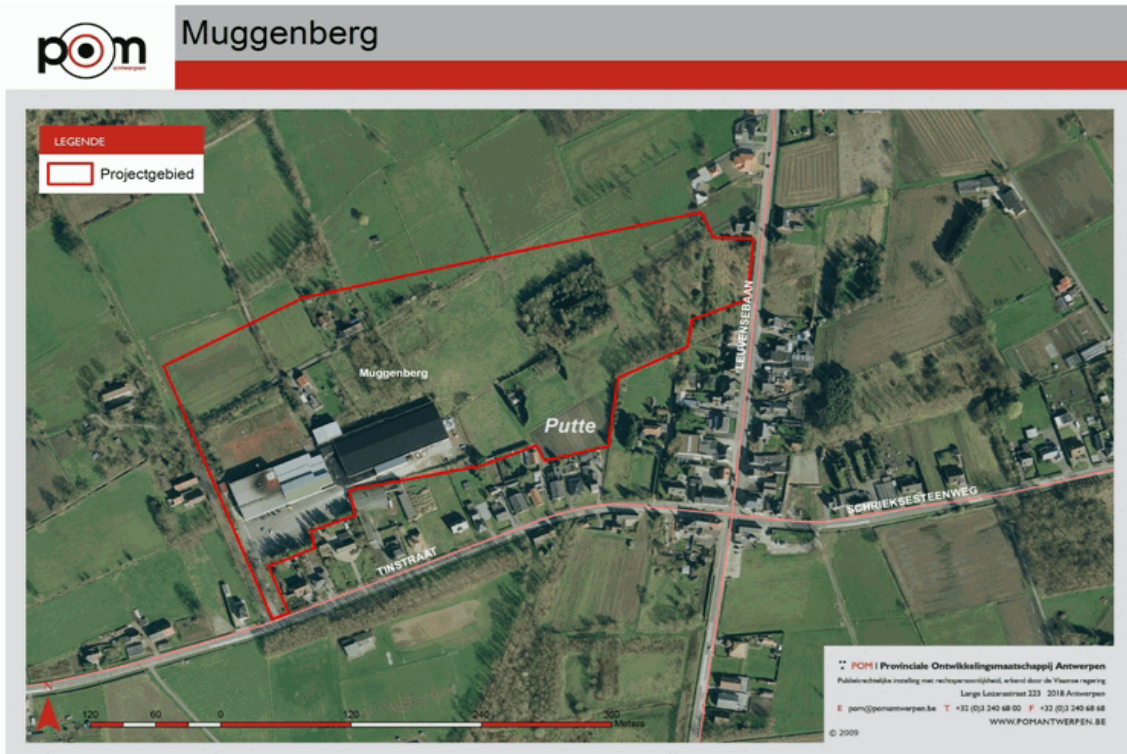 pom
antwerpen
Muggenberg
LEGENDE
Projectgebied
LEUVENSEBAAN
Muggenberg
Putte
SCHRIEKSESTEENWEG
TINSTRAAT
120 60 0 120 240 300
Meters
POM | Provinciale Ontwikkelingsmaatschappij Antwerpen
Publiekrechtelijke instelling met rechtspersoonlijkheid, erkend door de Vlaamse regering
Lange Lozanastraat 223 2018 Antwerpen
E pom@pomantwerpen.be T +32 (0)3 240 68 00 F +32 (0)3 240 68 68
WWW.POMANTWERPEN.BE
© 2009